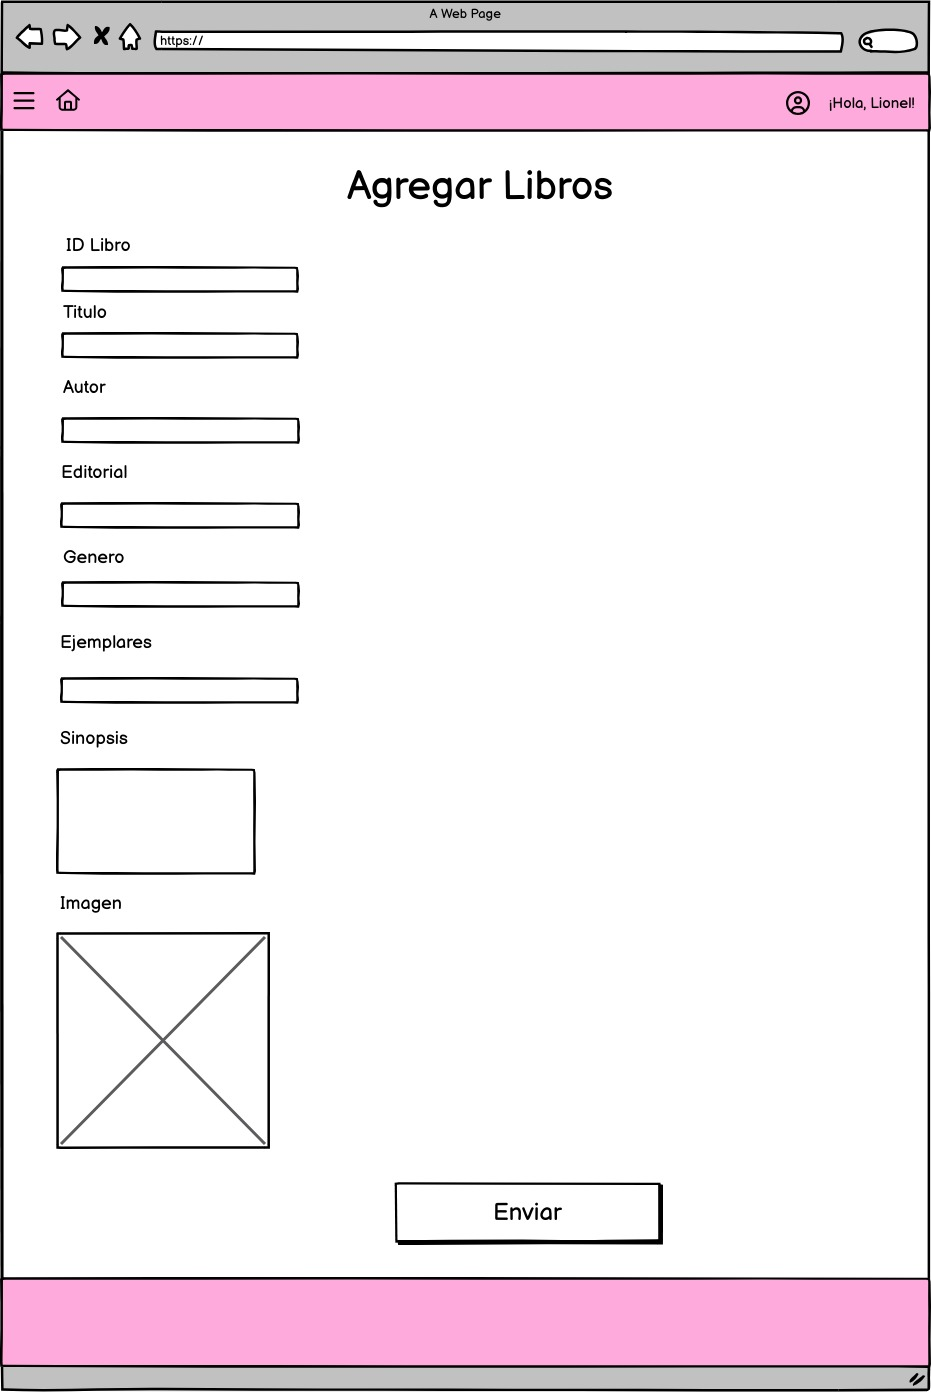 A Web Page
https://
¡Hola, Lionel!
Agregar Libros
ID Libro
Titulo
Autor
Editorial
Genero
Ejemplares
Sinopsis
Imagen
Enviar